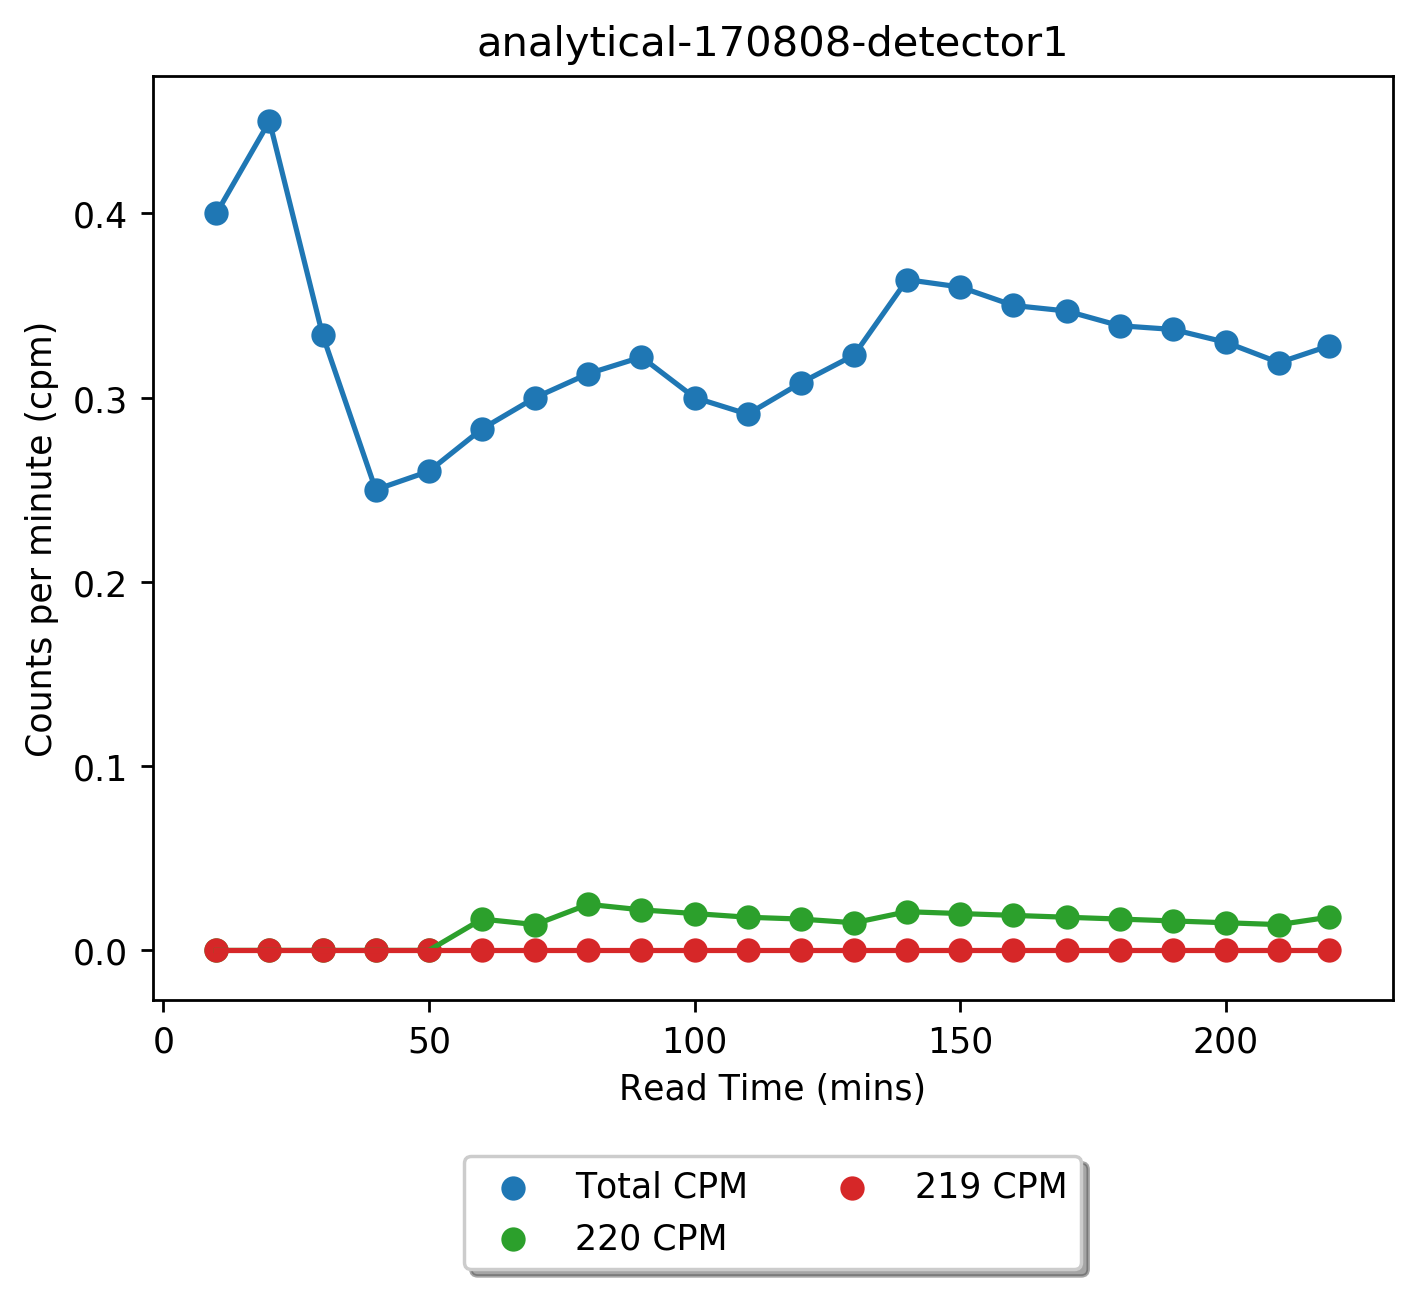 analytical-170808-detector1
Counts per minute (cpm)
0.4
0.3
0.2
0.1
0.0
0 50 100 150 200
Read Time (mins)
Total CPM 219 CPM
220 CPM